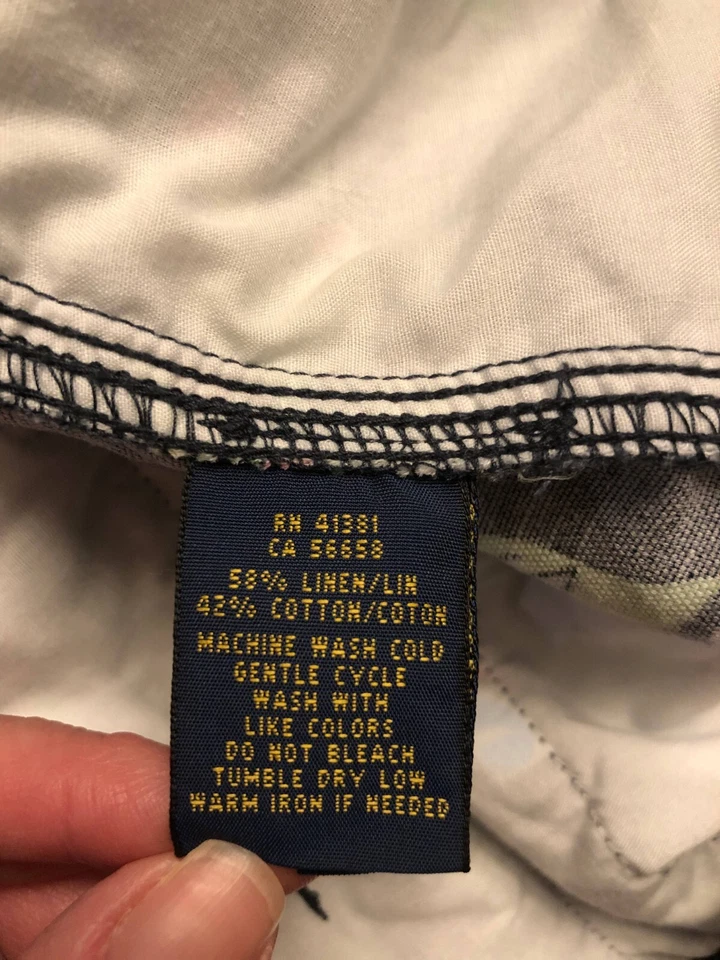 RN 41381
CA 56658
58% LINEN/LIN
42% COTTON/COTON
MACHINE WASH COLD
GENTLE CYCLE
WASH WITH
LIKE COLORS
DO NOT BLEACH
TUMBLE DRY LOW
WARM IRON IF NEEDED